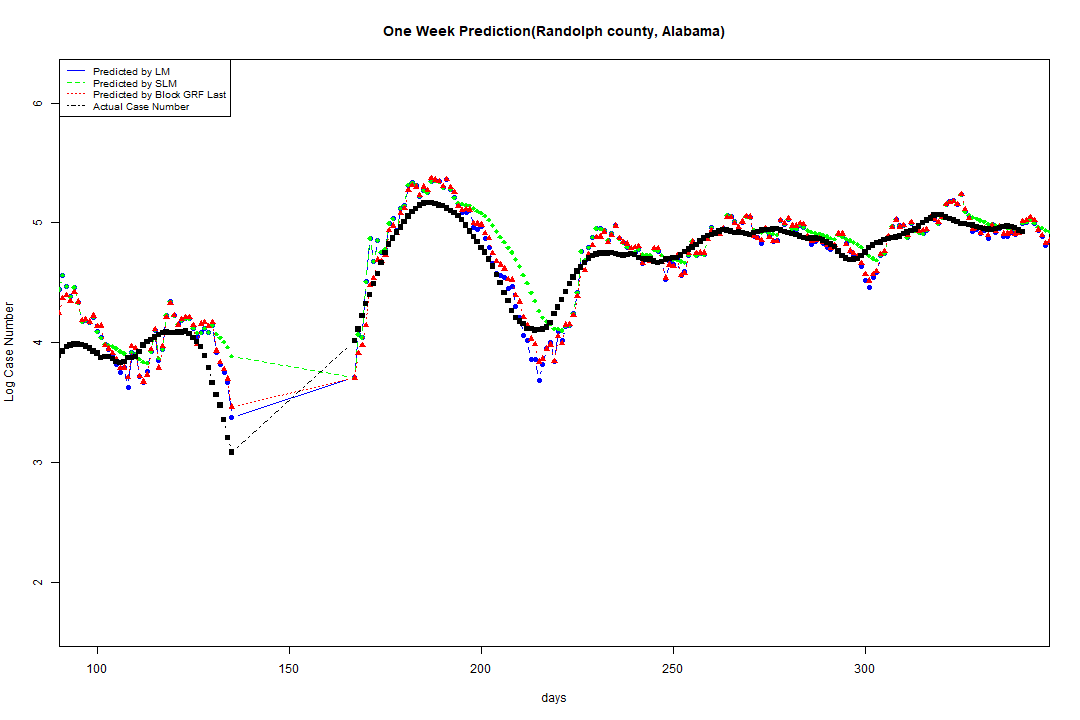 One Week Prediction(Randolph county, Alabama)
Predicted by LM
Predicted by SLM
Predicted by Block GRF Last
Actual Case Number
6
5
4
3
2
Log Case Number
100 150 200 250 300
days